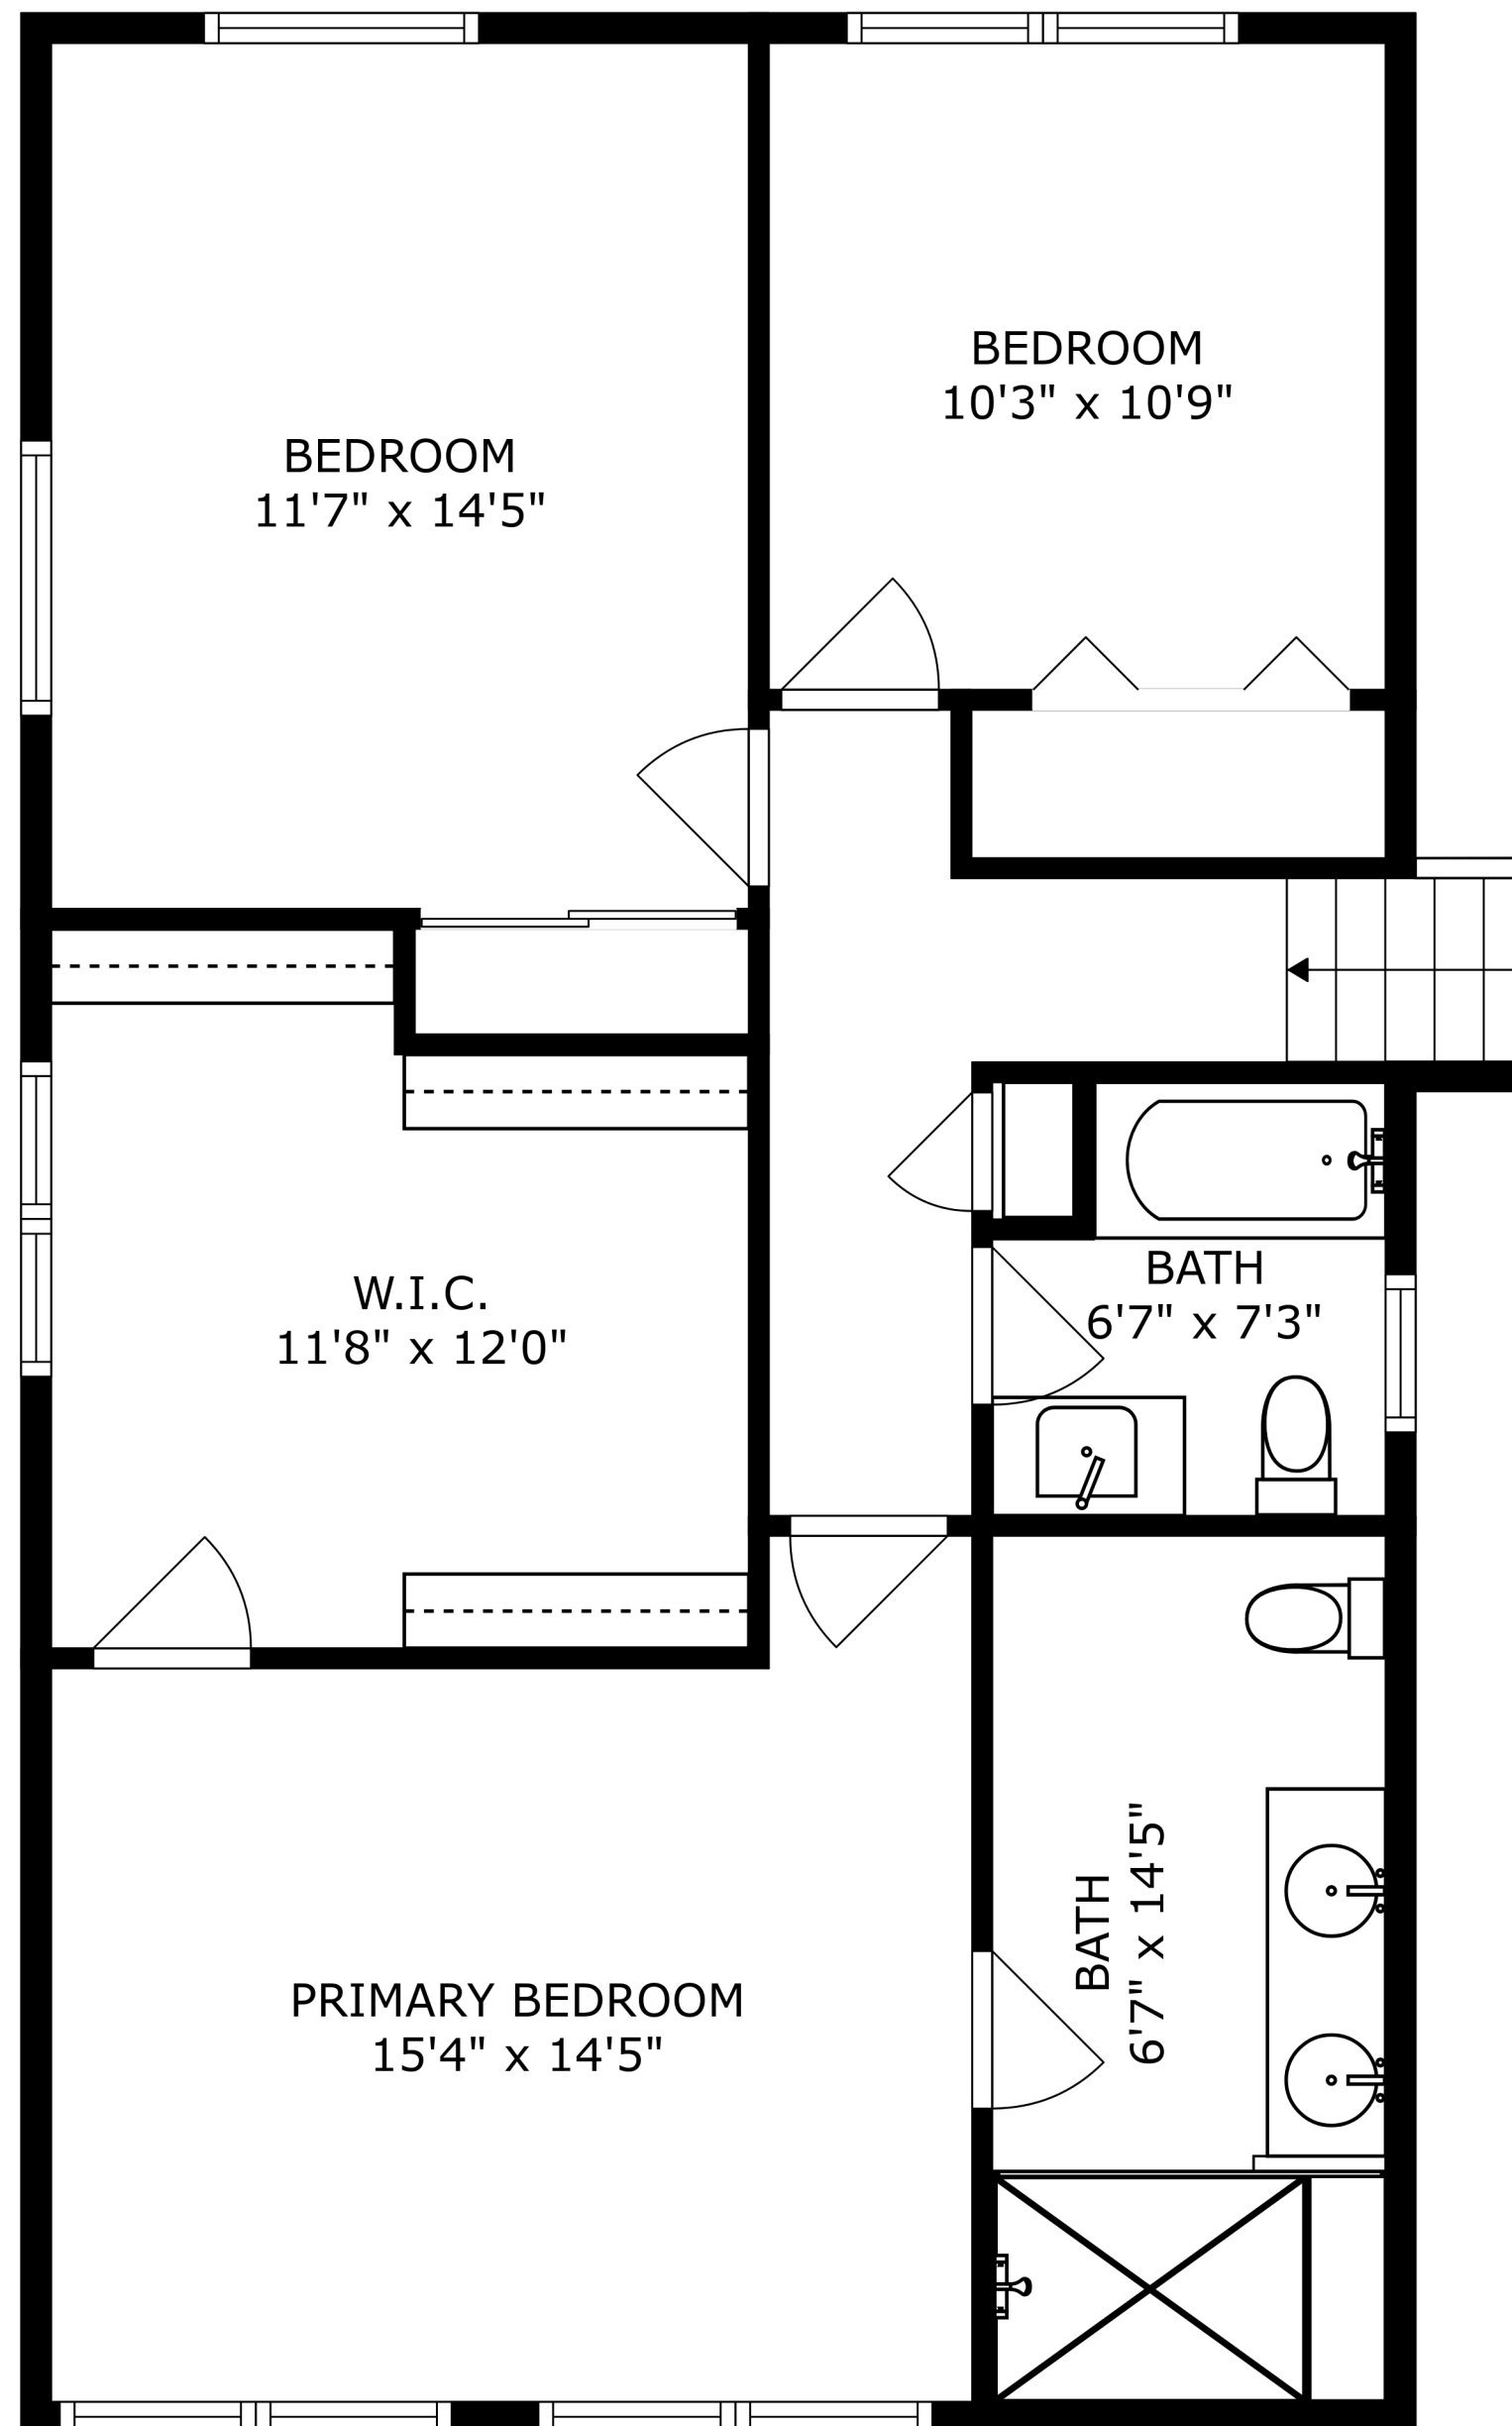 BEDROOM
10'3" x 10'9"
BEDROOM
11'7" x 14'5"
BATH
6'7" x 7'3"
W.I.C.
11'8" x 12'0"
BATH
6'7" x 14'5"
PRIMARY BEDROOM
15'4" x 14'5"